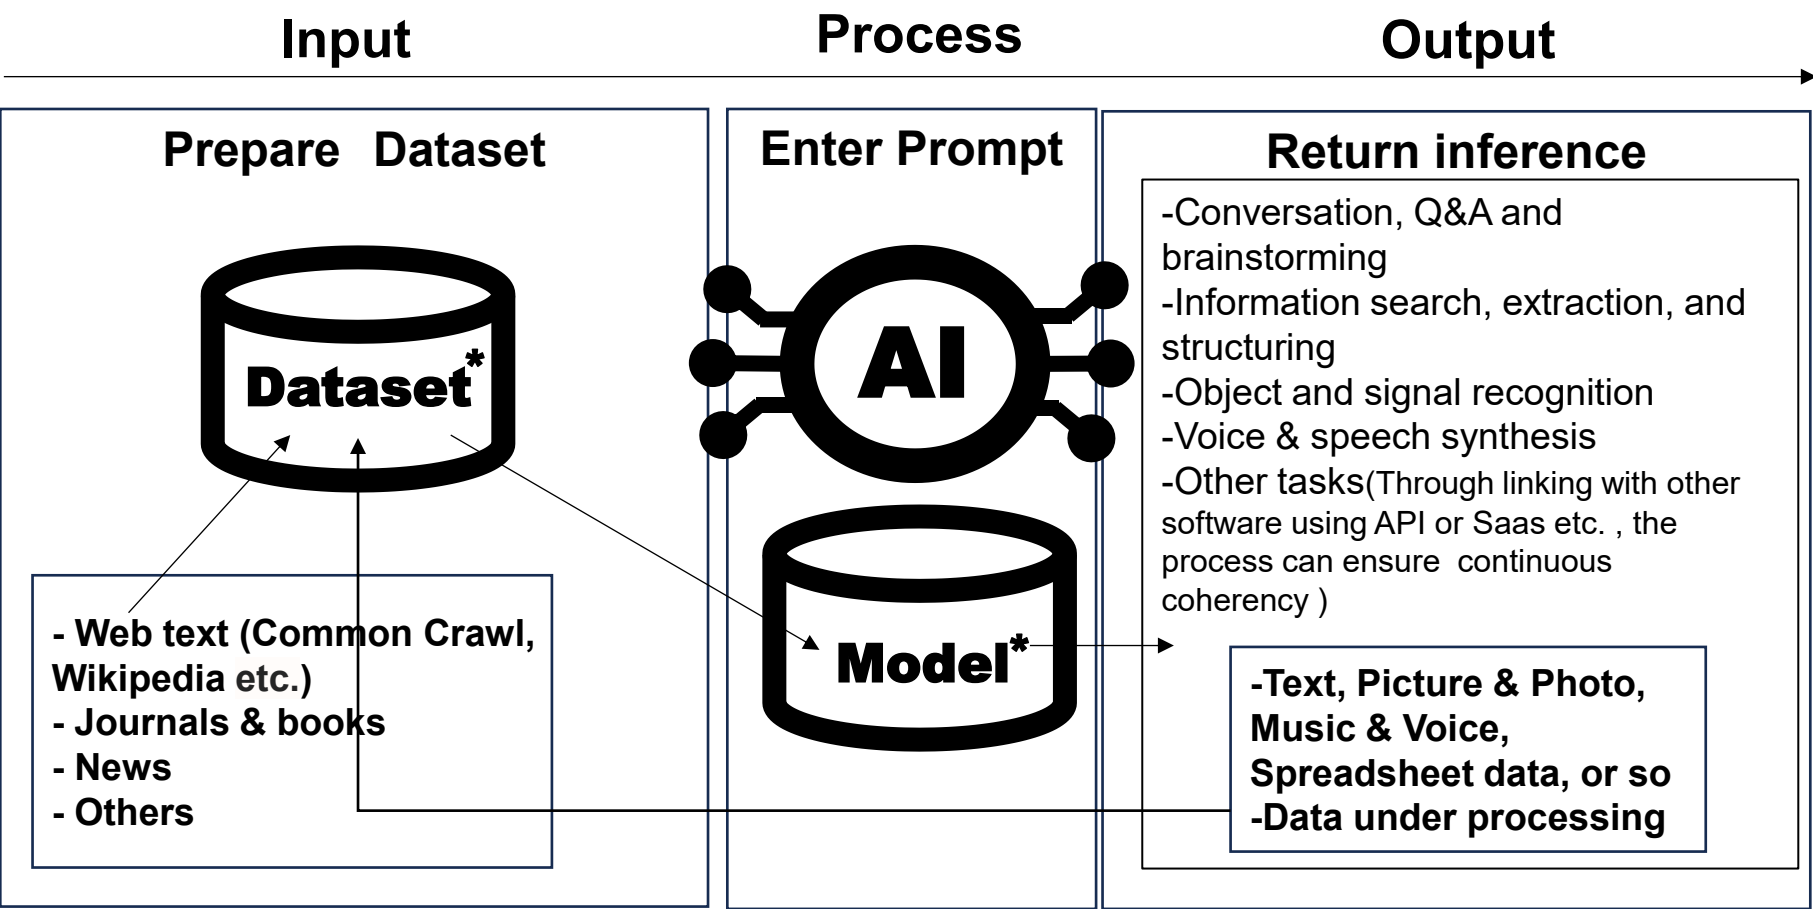 Input
Process
Output
Prepare Dataset
Dataset*
- Web text (Common Crawl,
Wikipedia etc.)
- Journals & books
- News
- Others
Enter Prompt
AI
Model*
Return inference
-Conversation, Q&A and
brainstorming
-Information search, extraction, and
structuring
-Object and signal recognition
-Voice & speech synthesis
-Other tasks(Through linking with other
software using API or Saas etc. , the
process can ensure continuous
coherency )
-Text, Picture & Photo,
Music & Voice,
Spreadsheet data, or so
-Data under processing